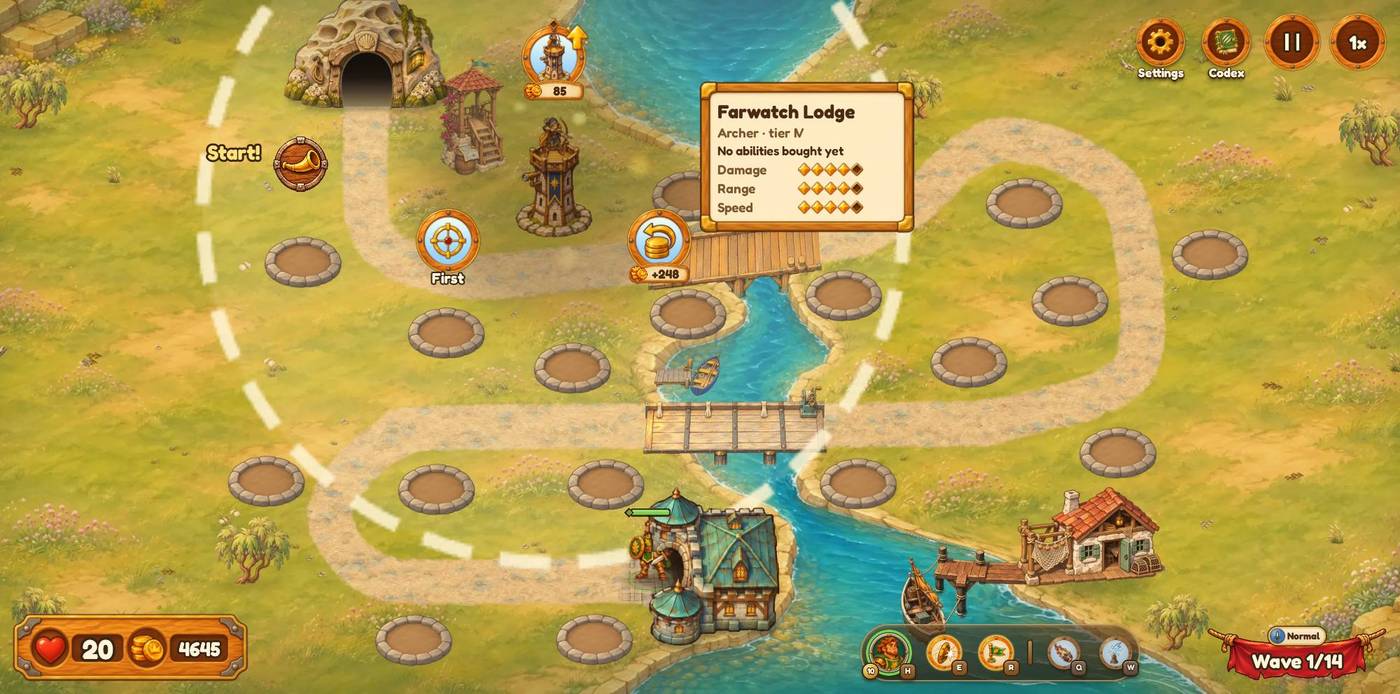 85
Settings
Codex
1x
Farwatch Lodge
Archer · tier IV
No abilities bought yet
Damage
Range
Speed
Start!
First
+248
20
4645
10
H
E
R
Q
W
Normal
Wave 1/14